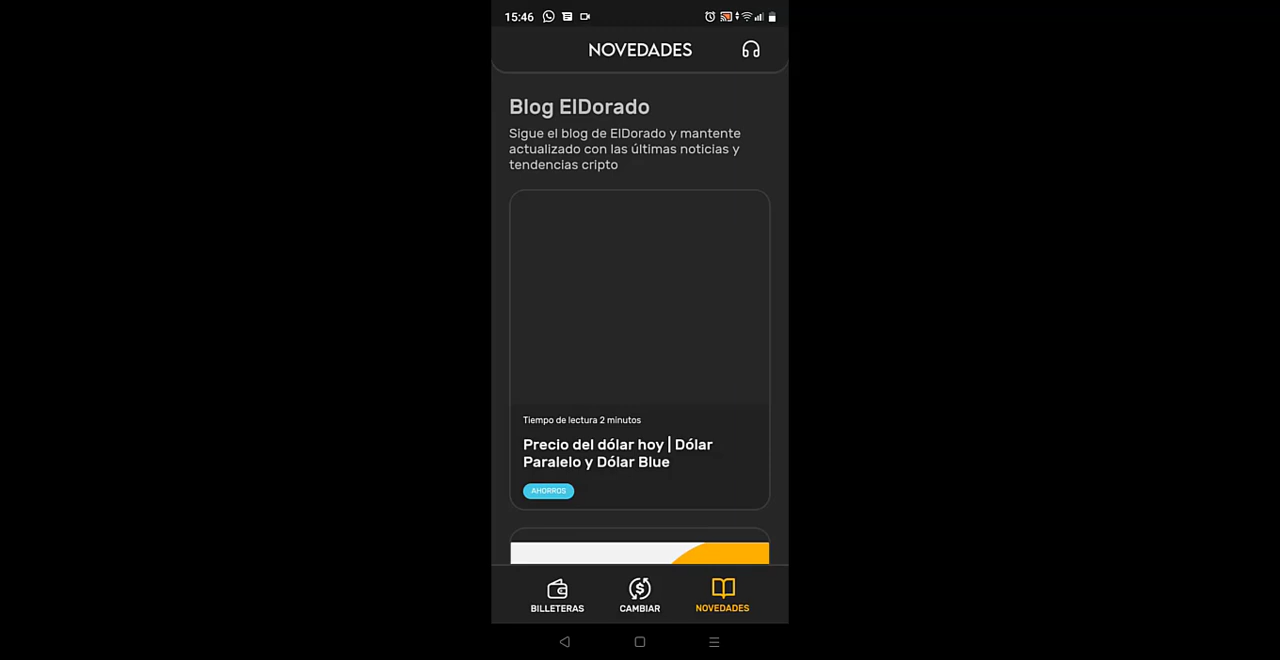 15:46
NOVEDADES
Blog ElDorado
Sigue el blog de ElDorado y mantente
actualizado con las últimas noticias y
tendencias cripto
Tiempo de lectura 2 minutos
Precio del dólar hoy | Dólar
Paralelo y Dólar Blue
AHORROS
BILLETERAS CAMBIAR NOVEDADES